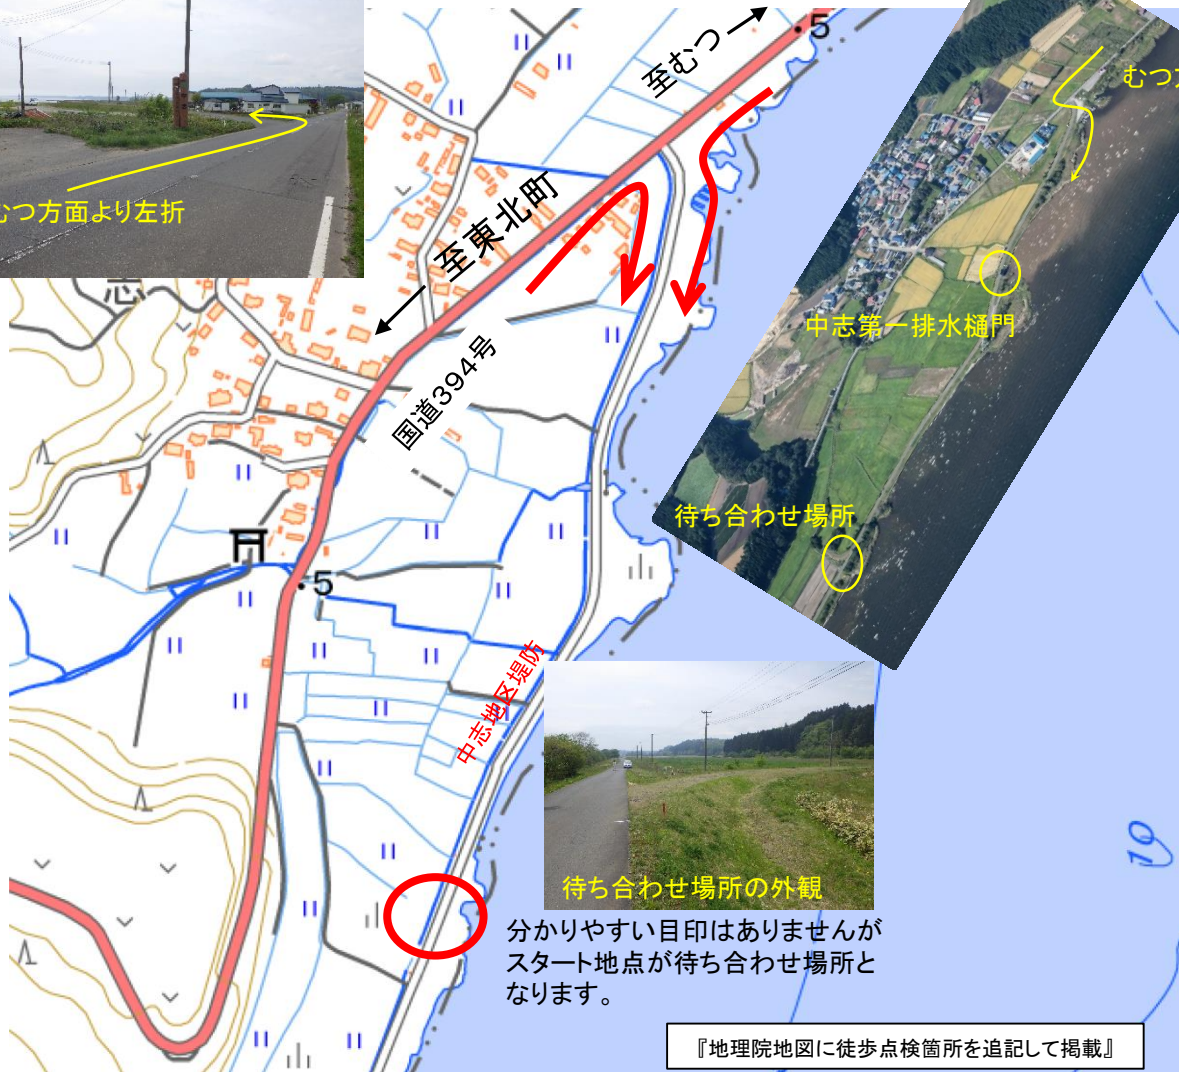 5
至むつ
むつ方
むつ方面より左折
至東北町
志
国道394号
中志第一排水樋門
待ち合わせ場所
5
中志地区堤防
待ち合わせ場所の外観
分かりやすい目印はありませんが
スタート地点が待ち合わせ場所と
なります。
10
『地理院地図に徒歩点検箇所を追記して掲載』